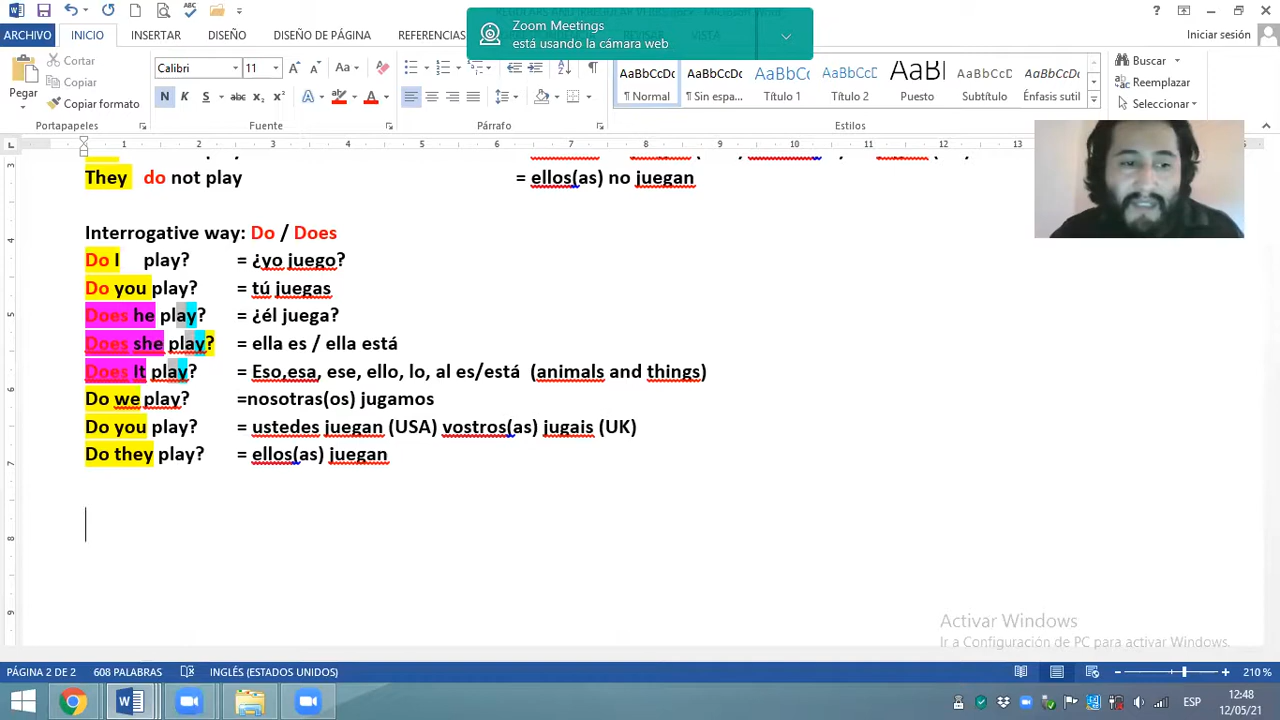 Zoom Meetings
está usando la cámara web
ARCHIVO INICIO INSERTAR DISEÑO DISEÑO DE PÁGINA REFERENCIAS VISTA Iniciar sesión
Pegar
Cortar
Copiar
Copiar formato
Portapapeles
Calibri 11
Fuente
Párrafo
AaBbCcDc AaBbCcDc AaBbCc AaBbCcD AaBl AaBbCcD AaBbCcDc
¶ Normal ¶ Sin espa... Título 1 Título 2 Puesto Subtítulo Énfasis sutil
Estilos
Buscar
Reemplazar
Seleccionar
They do not play = ellos(as) no juegan
Interrogative way: Do / Does
Do I play? = ¿yo juego?
Do you play? = tú juegas
Does he play? = ¿él juega?
Does she play? = ella es / ella está
Does It play? = Eso,esa, ese, ello, lo, al es/está (animals and things)
Do we play? =nosotras(os) jugamos
Do you play? = ustedes juegan (USA) vostros(as) jugais (UK)
Do they play? = ellos(as) juegan
Activar Windows
Ir a Configuración de PC para activar Windows.
PÁGINA 2 DE 2 608 PALABRAS INGLÉS (ESTADOS UNIDOS) 210 %
ESP
12:48
12/05/21